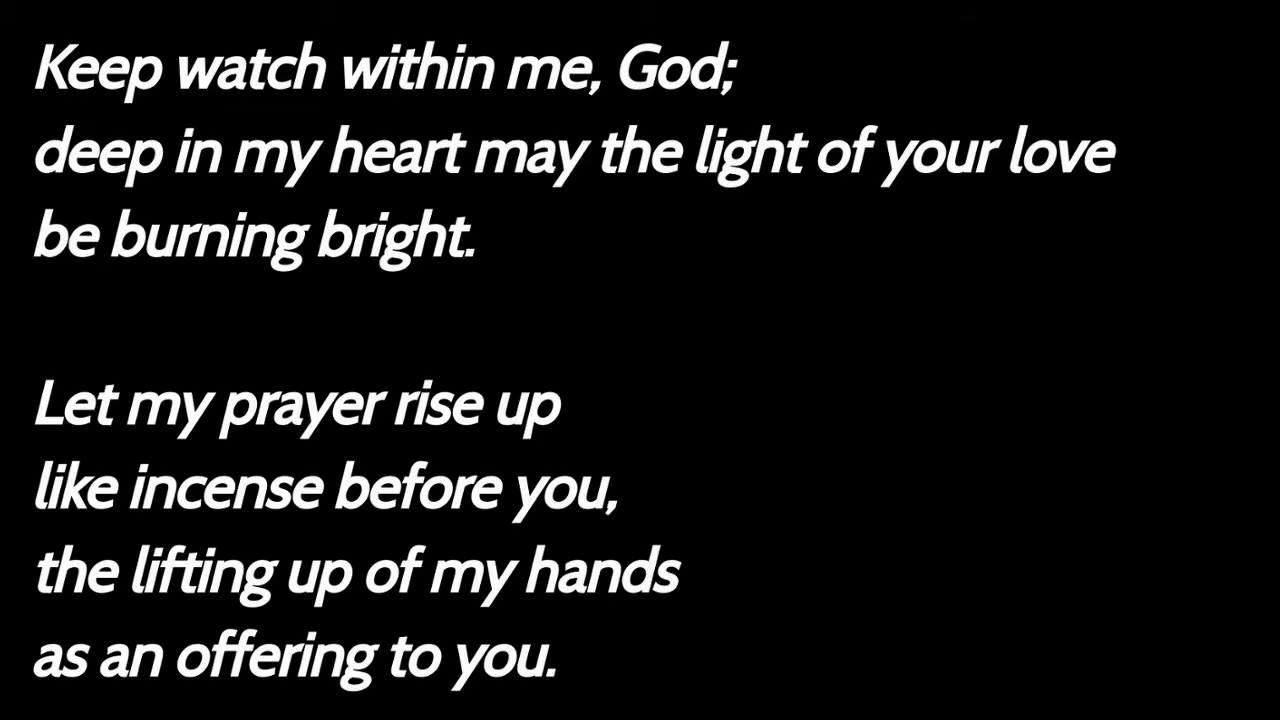 Keep watch within me, God;
deep in my heart may the light of your love
be burning bright.
Let my prayer rise up
like incense before you,
the lifting up of my hands
as an offering to you.